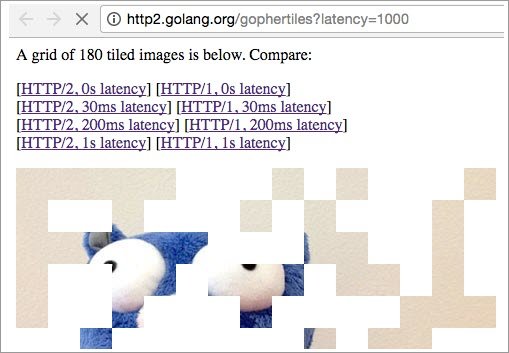 http2.golang.org/gophertiles?latency=1000
A grid of 180 tiled images is below. Compare:
[HTTP/2, 0s latency] [HTTP/1, 0s latency]
[HTTP/2, 30ms latency] [HTTP/1, 30ms latency]
[HTTP/2, 200ms latency] [HTTP/1, 200ms latency]
[HTTP/2, 1s latency] [HTTP/1, 1s latency]